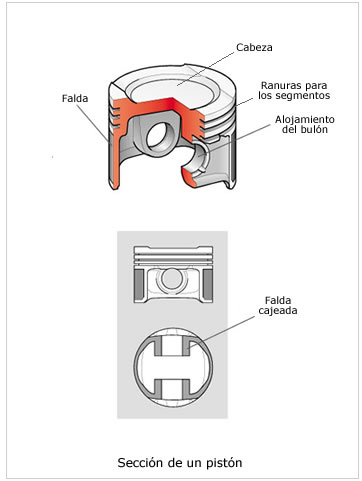 Cabeza
Ranuras para
los segmentos
Falda
Alojamiento
del bulón
Falda
cajeada
Sección de un pistón